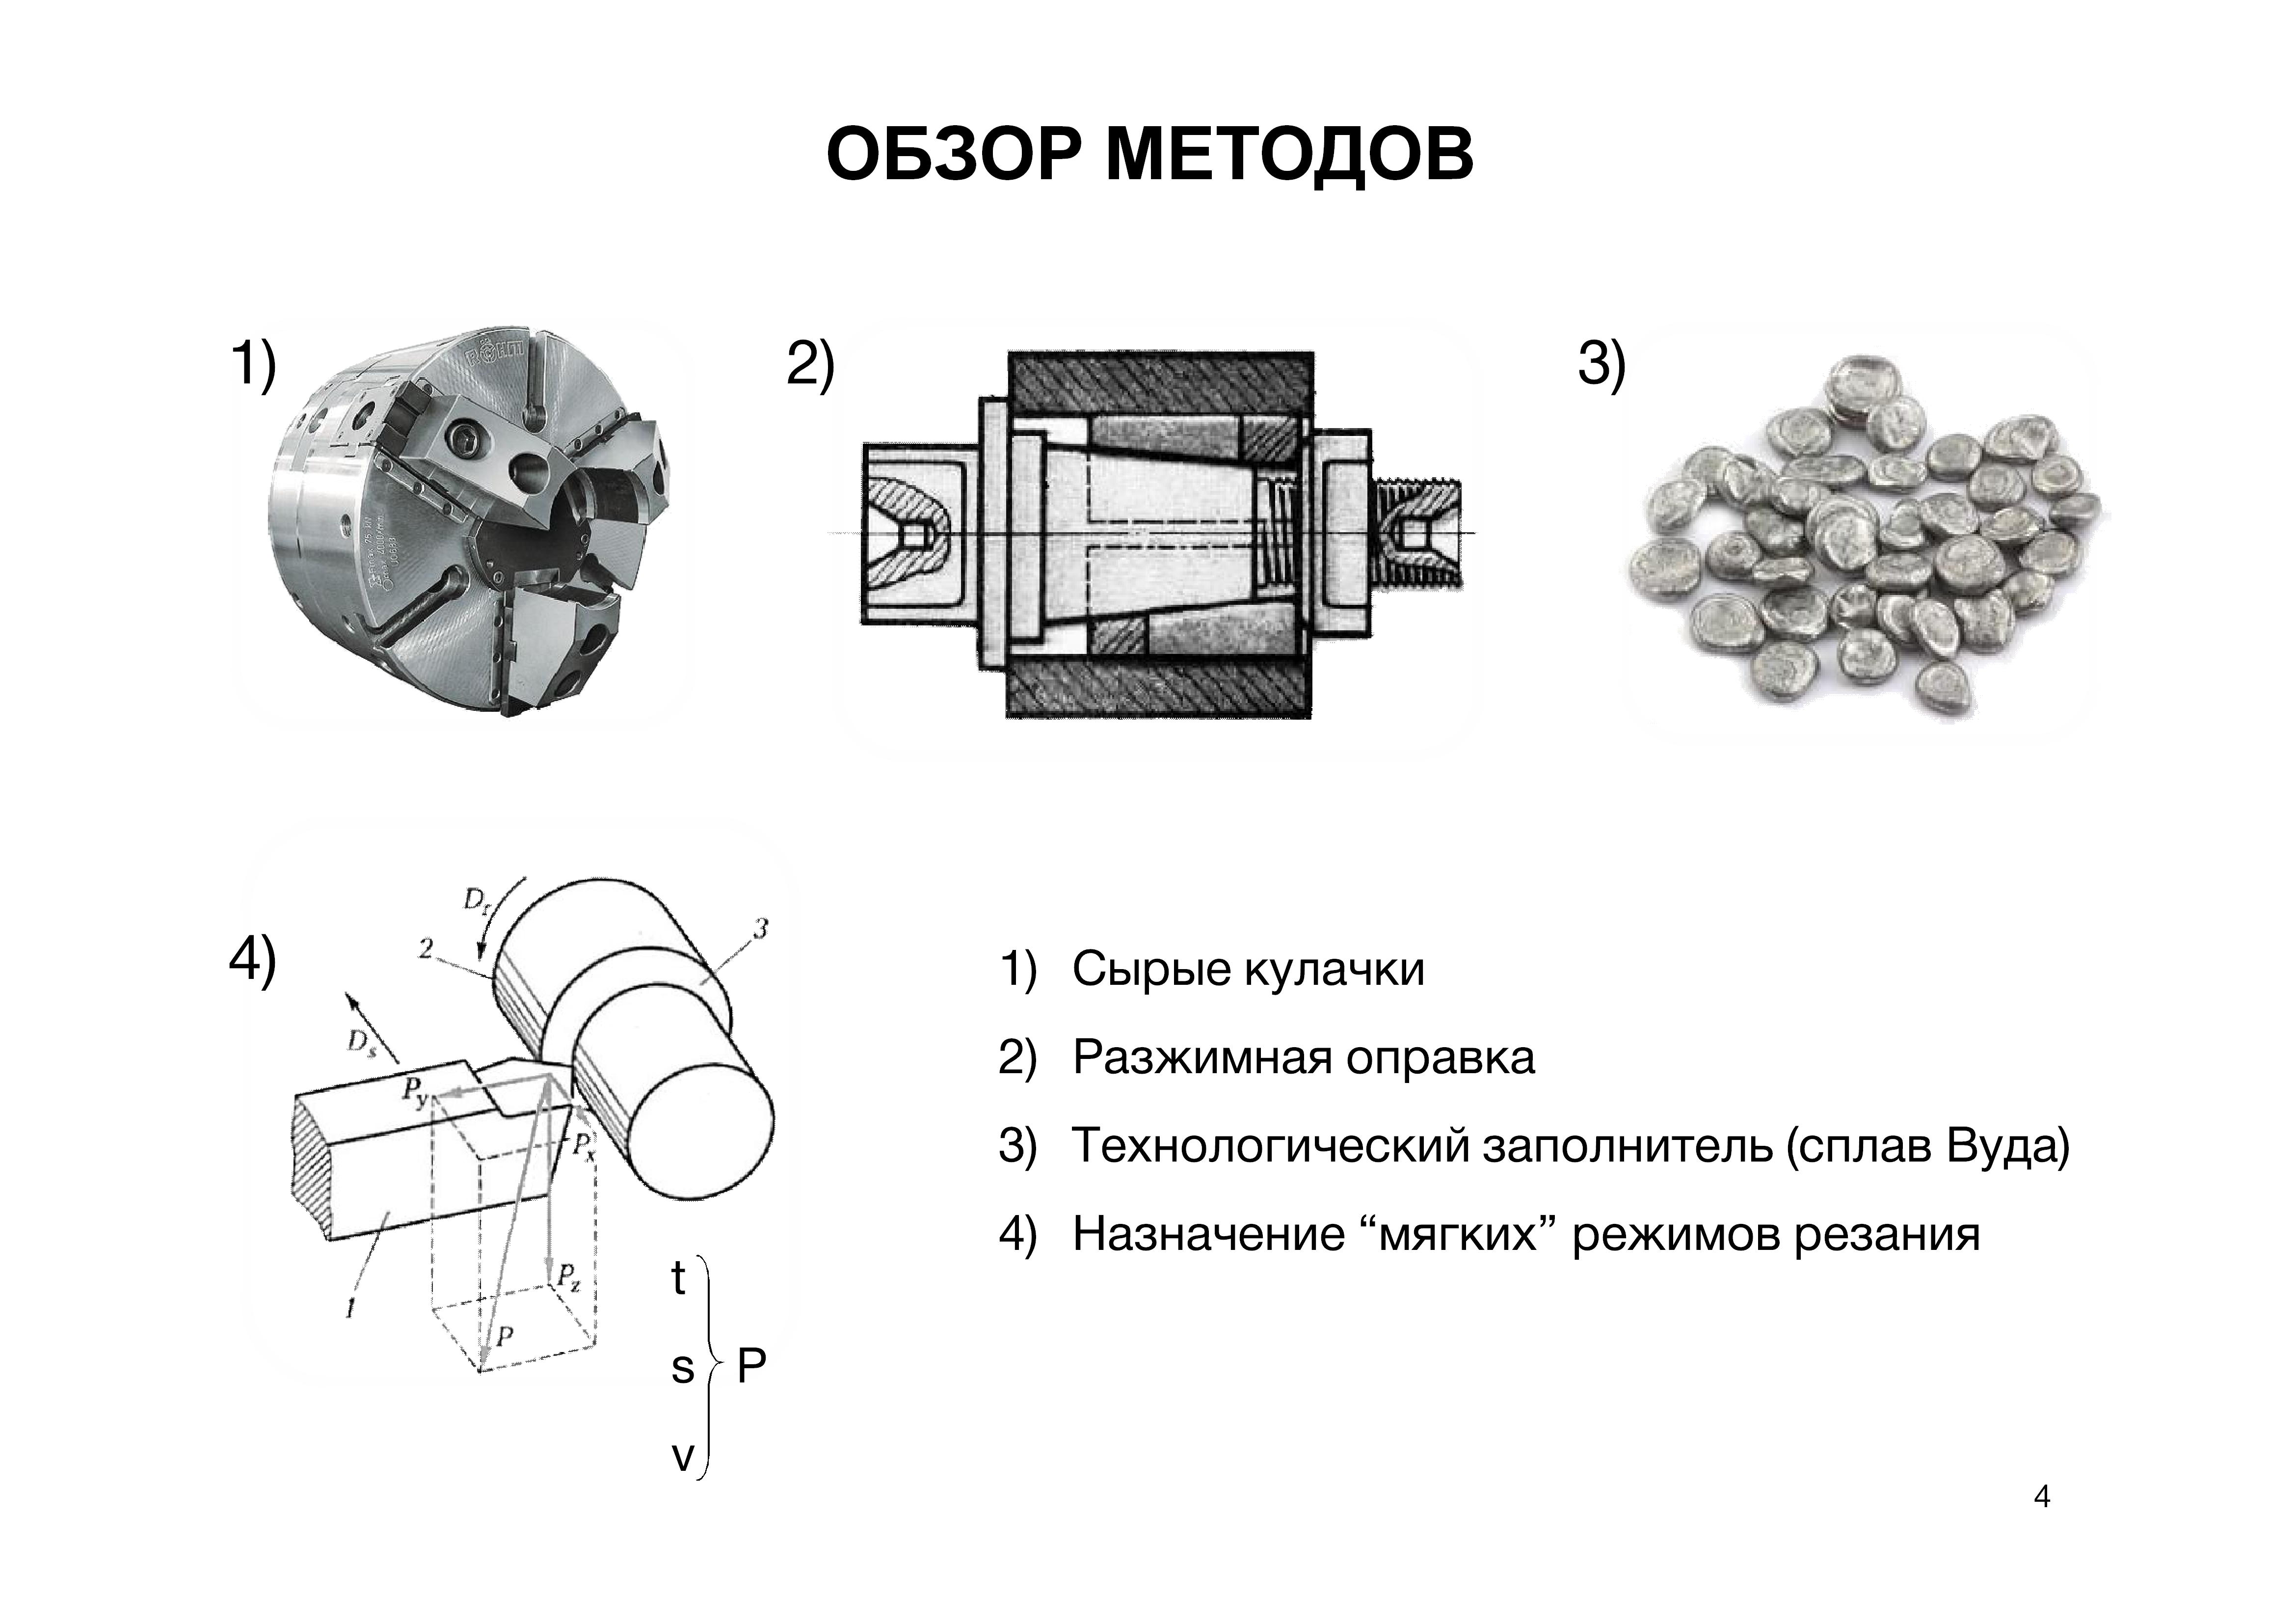 ОБЗОР МЕТОДОВ
1)
2)
3)
4)
D_r
2
3
D_s
P_y
P_x
1
P_z
P
t
s
v
P
1) Сырые кулачки
2) Разжимная оправка
3) Технологический заполнитель (сплав Вуда)
4) Назначение “мягких” режимов резания
4